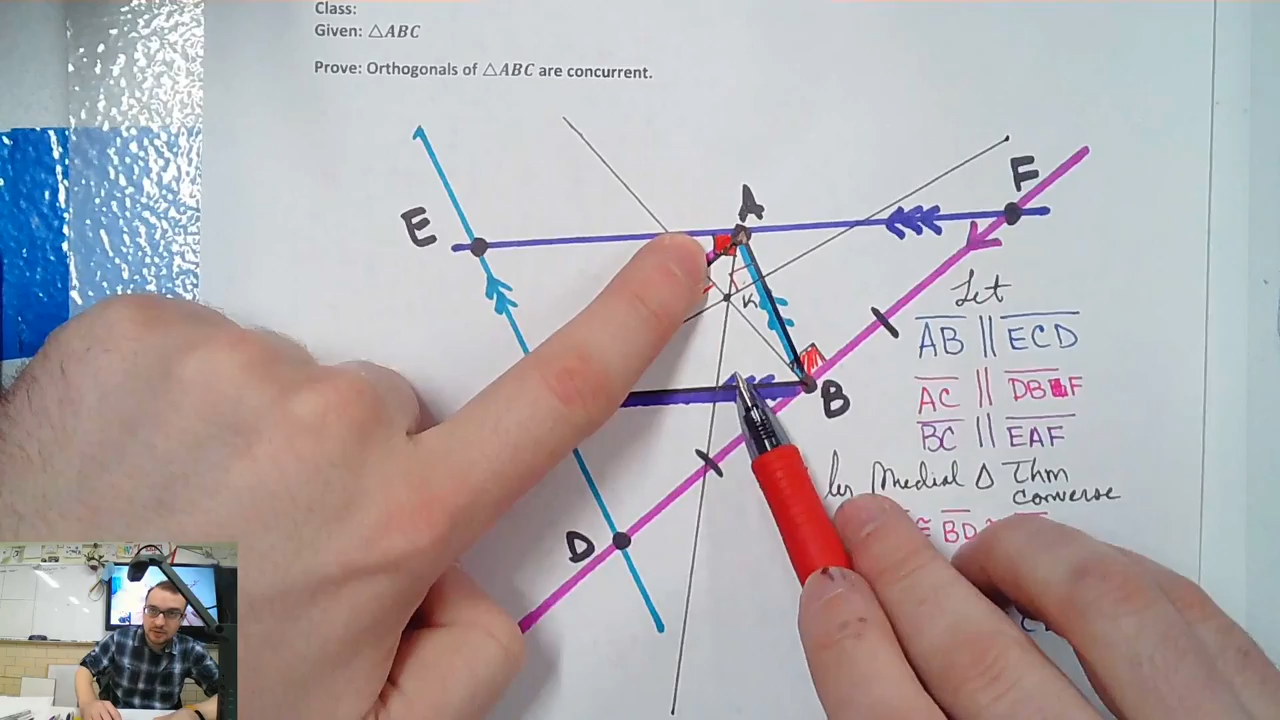 Class:
Given: △ABC
Prove: Orthogonals of △ABC are concurrent.
A
F
E
K
Let
AB || ECD
AC || DBF
B
BC || EAF
Medial △ Thm
converse
≅ BD ≅
D